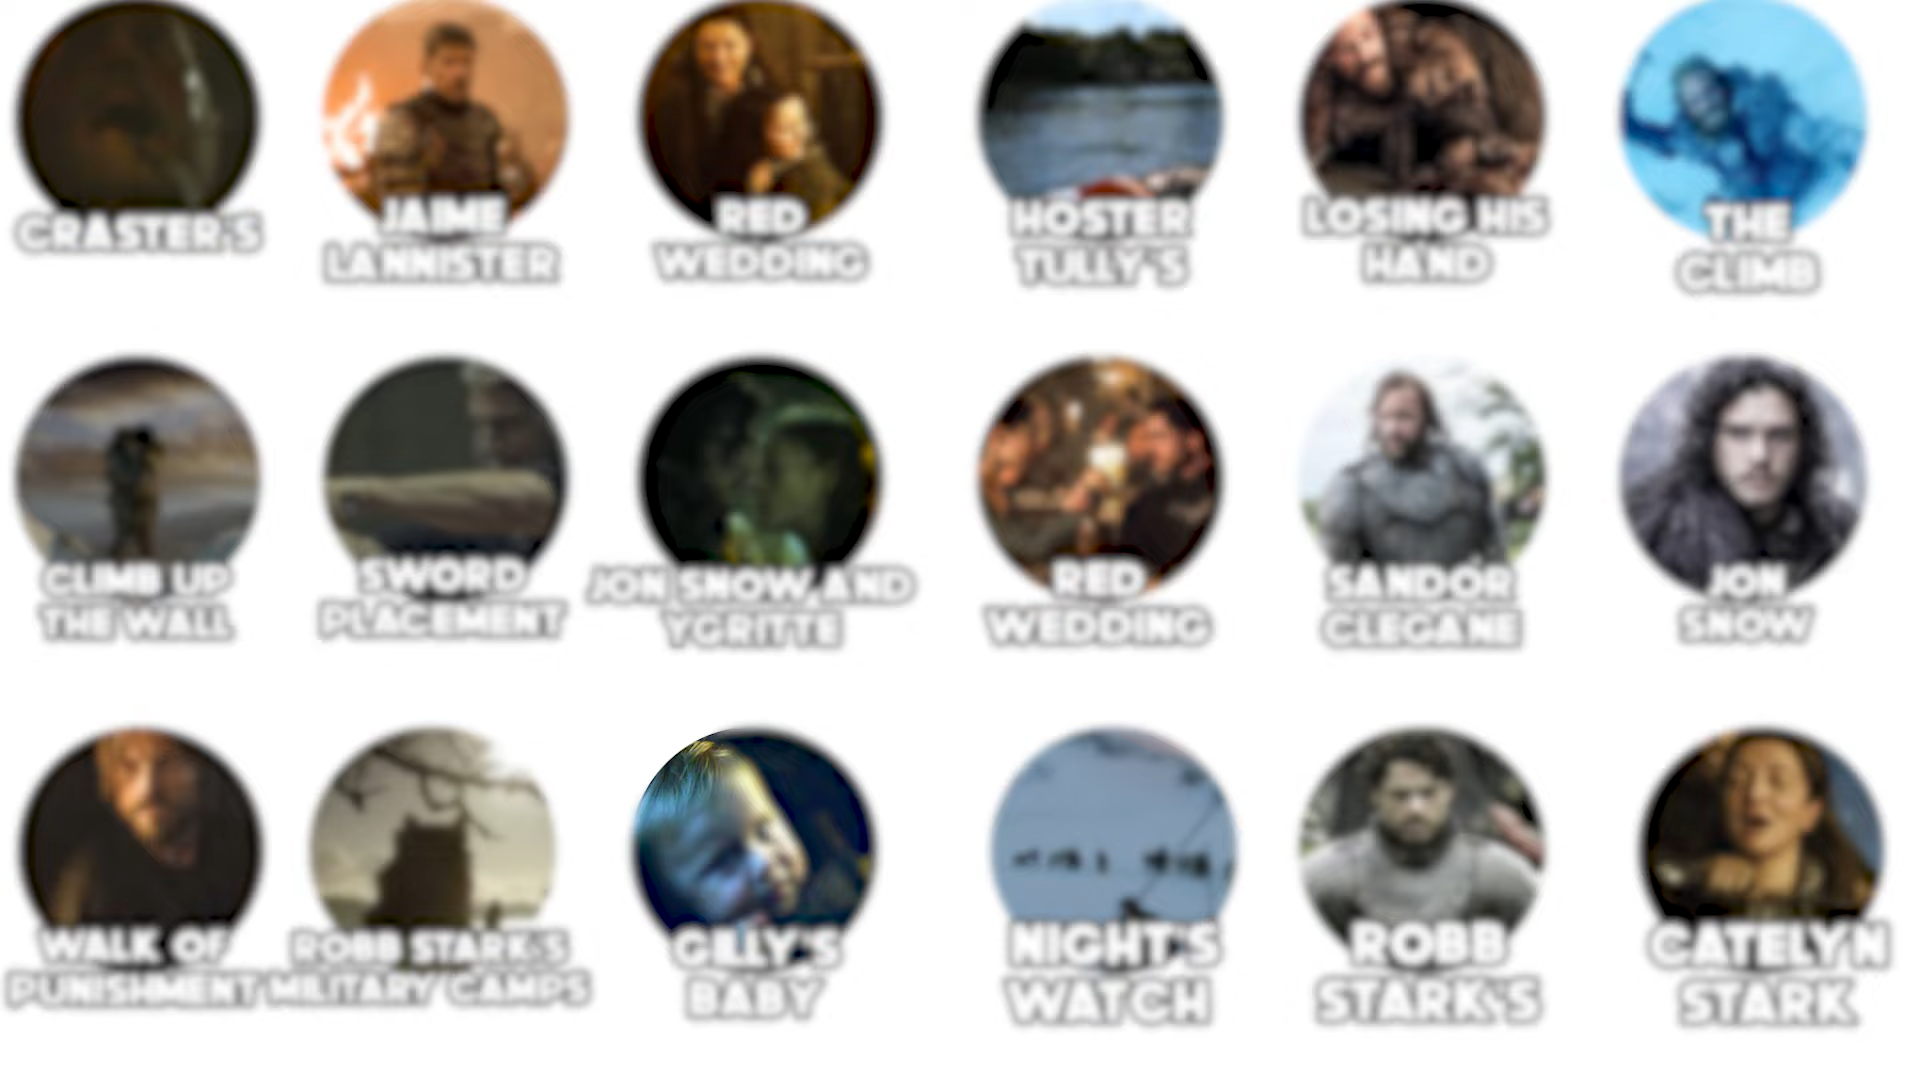 CRASTER'S
JAIME
LANNISTER
RED
WEDDING
HOSTER
TULLY'S
LOSING HIS
HAND
THE
CLIMB
CLIMB UP
THE WALL
SWORD
PLACEMENT
JON SNOW AND
YGRITTE
RED
WEDDING
SANDOR
CLEGANE
JON
SNOW
WALK OF
PUNISHMENT
ROBB STARK'S
MILITARY CAMPS
GILLY'S
BABY
NIGHT'S
WATCH
ROBB
STARK'S
CATELYN
STARK